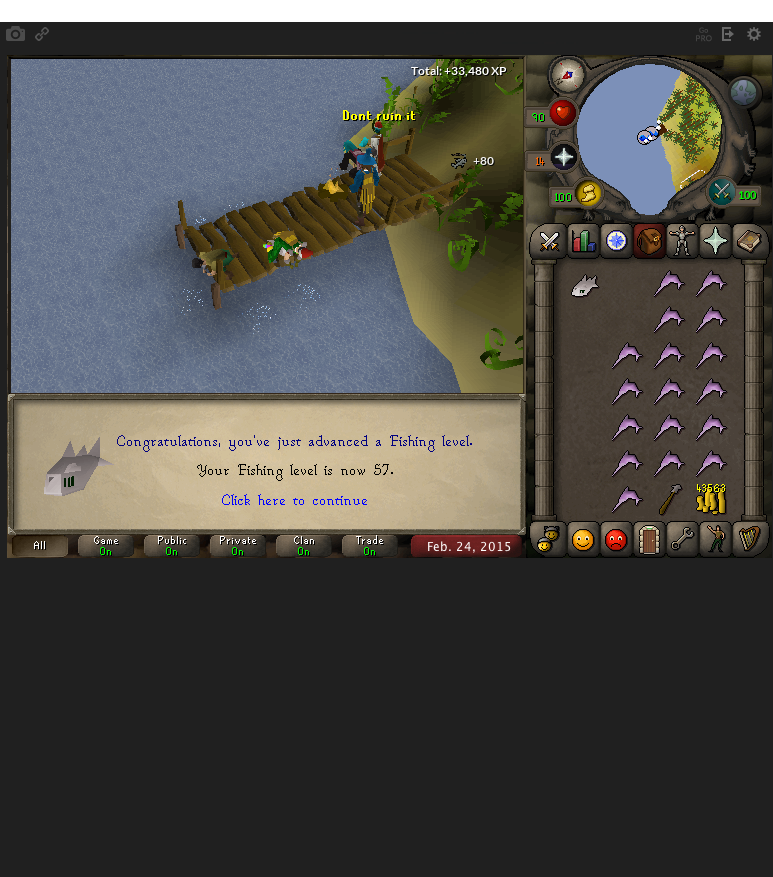 Go
PRO
Total: +33,480 XP
Dont ruin it
+80
90
14
100
100
43563
Congratulations, you've just advanced a Fishing level.
Your Fishing level is now 57.
Click here to continue
All
Game
On
Public
On
Private
On
Clan
On
Trade
On
Feb. 24, 2015